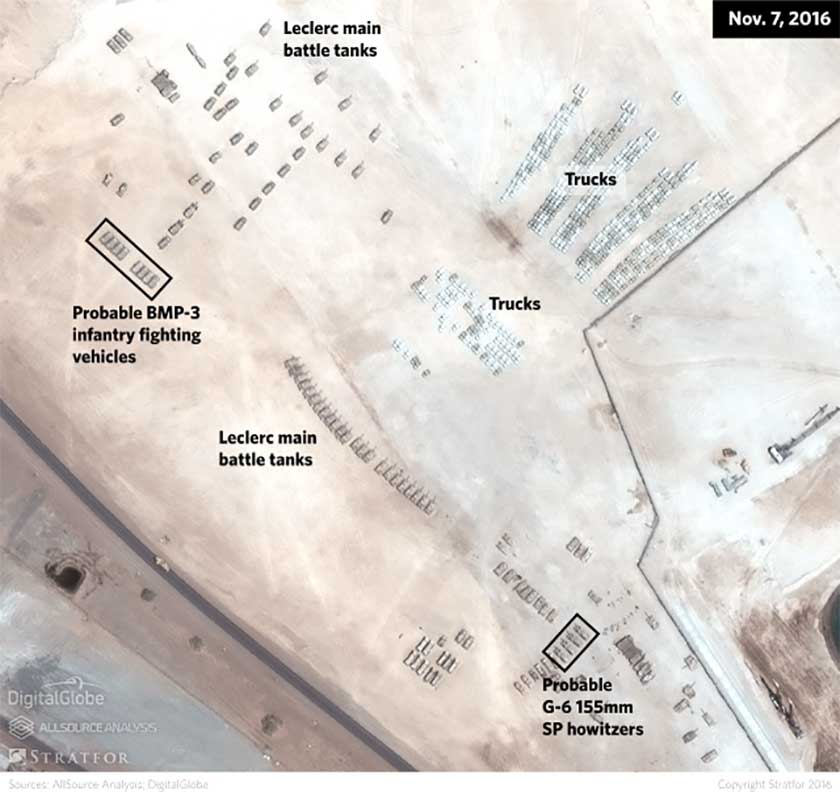 Nov. 7, 2016
Leclerc main
battle tanks
Trucks
Trucks
Probable BMP-3
infantry fighting
vehicles
Leclerc main
battle tanks
Probable
G-6 155mm
SP howitzers
DigitalGlobe
ALLSOURCE ANALYSIS
STRATFOR
Sources: AllSource Analysis; DigitalGlobe
Copyright Stratfor 2016